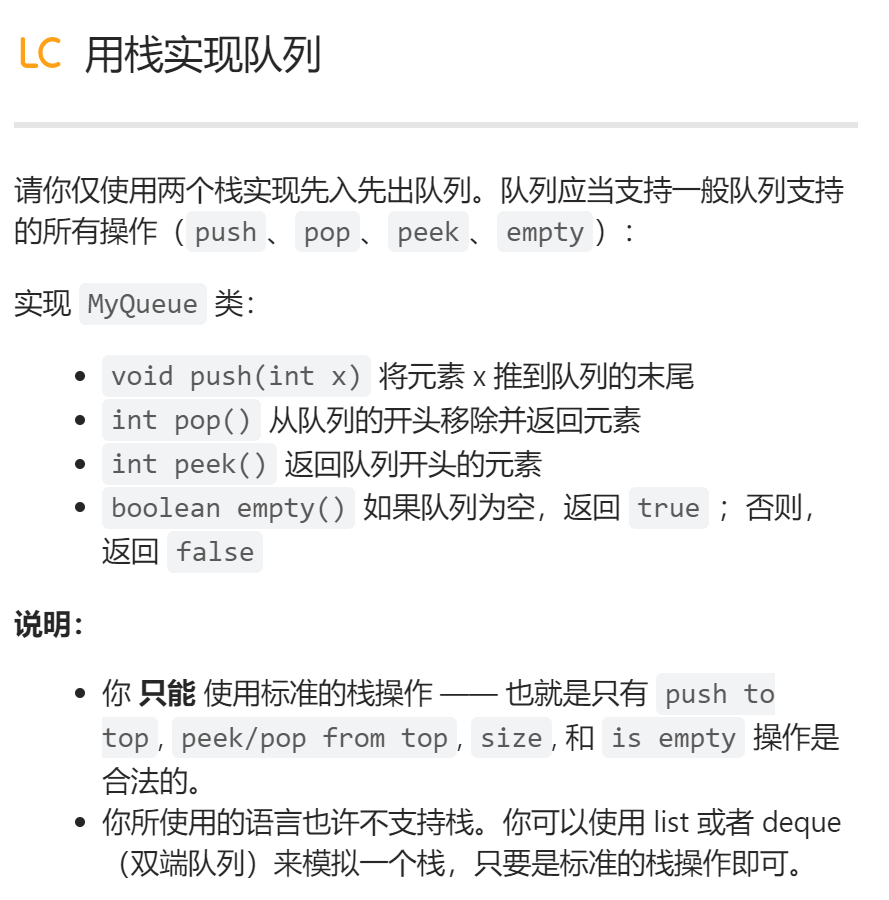 LC 用栈实现队列
请你仅使用两个栈实现先入先出队列。队列应当支持一般队列支持
的所有操作（push、pop、peek、empty）：
实现 MyQueue 类：
• void push(int x) 将元素 x 推到队列的末尾
• int pop() 从队列的开头移除并返回元素
• int peek() 返回队列开头的元素
• boolean empty() 如果队列为空，返回 true ；否则，
返回 false
说明：
• 你 只能 使用标准的栈操作 —— 也就是只有 push to
top, peek/pop from top, size, 和 is empty 操作是
合法的。
• 你所使用的语言也许不支持栈。你可以使用 list 或者 deque
（双端队列）来模拟一个栈，只要是标准的栈操作即可。